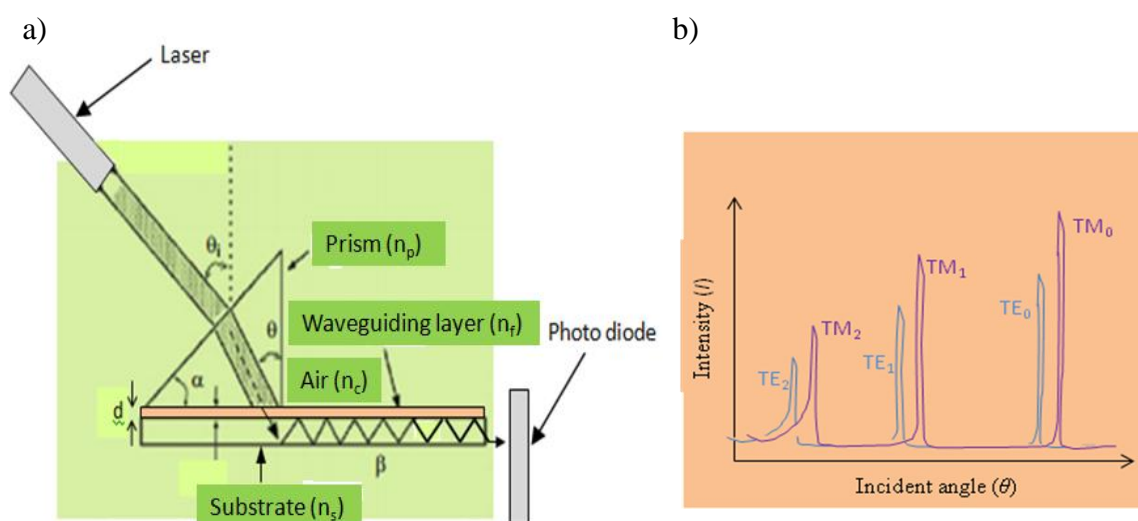 a)
Laser
θi
Prism (np)
Waveguiding layer (nf)
θ
Photo diode
Air (nc)
α
d
β
Substrate (ns)
b)
TM0
TM1
TE0
TM2
TE1
TE2
Intensity (I)
Incident angle (θ)